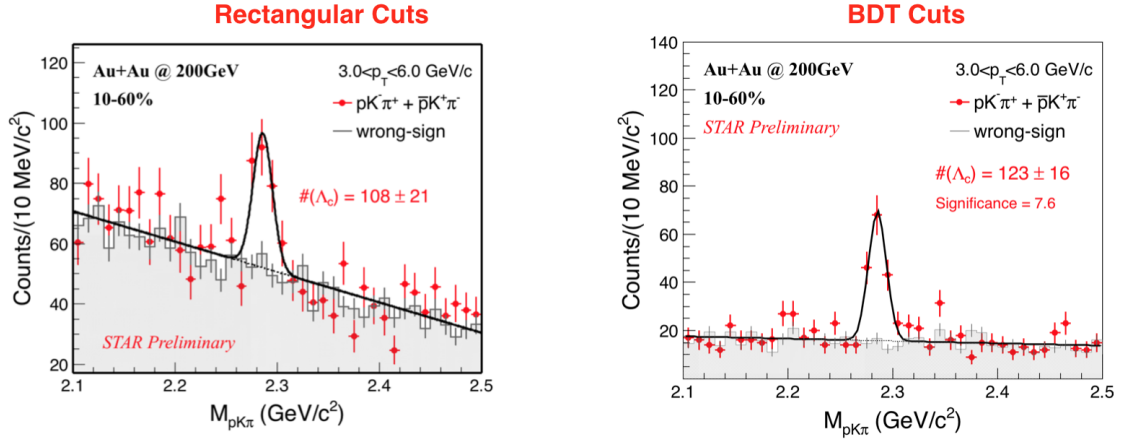 Rectangular Cuts
Counts/(10 MeV/c²)
120
100
80
60
40
20
Au+Au @ 200GeV
10-60%
3.0<p_T<6.0 GeV/c
pK⁻π⁺ + p̅K⁺π⁻
wrong-sign
#(Λ_c) = 108 ± 21
STAR Preliminary
2.1 2.2 2.3 2.4 2.5
M_pKπ (GeV/c²)
BDT Cuts
Counts/(10 MeV/c²)
140
120
100
80
60
40
20
Au+Au @ 200GeV
10-60%
STAR Preliminary
3.0<p_T<6.0 GeV/c
pK⁻π⁺ + p̅K⁺π⁻
wrong-sign
#(Λ_c) = 123 ± 16
Significance = 7.6
2.1 2.2 2.3 2.4 2.5
M_pKπ (GeV/c²)